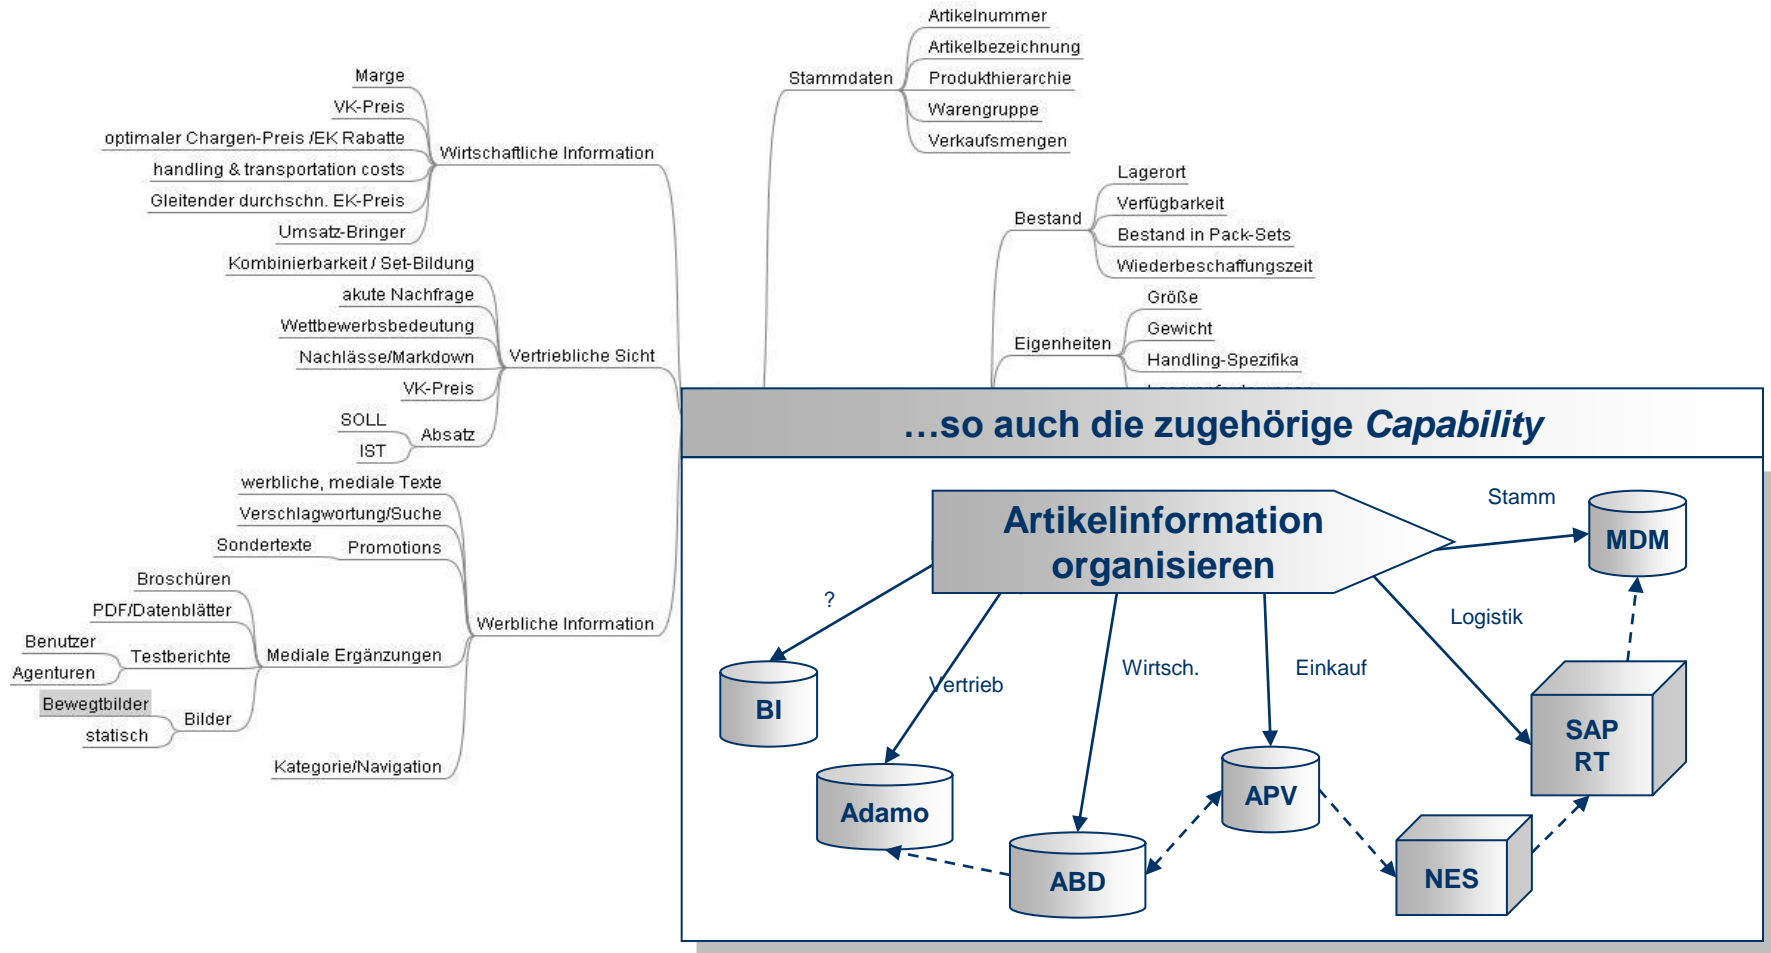 Marge
VK-Preis
optimaler Chargen-Preis /EK Rabatte
handling & transportation costs
Gleitender durchschn. EK-Preis
Umsatz-Bringer
Wirtschaftliche Information
Kombinierbarkeit / Set-Bildung
akute Nachfrage
Wettbewerbsbedeutung
Nachlässe/Markdown
VK-Preis
SOLL
IST
Absatz
Vertriebliche Sicht
werbliche, mediale Texte
Verschlagwortung/Suche
Sondertexte
Promotions
Broschüren
PDF/Datenblätter
Benutzer
Agenturen
Testberichte
Bewegtbilder
statisch
Bilder
Mediale Ergänzungen
Kategorie/Navigation
Werbliche Information
Stammdaten
Artikelnummer
Artikelbezeichnung
Produkthierarchie
Warengruppe
Verkaufsmengen
Bestand
Lagerort
Verfügbarkeit
Bestand in Pack-Sets
Wiederbeschaffungszeit
Eigenheiten
Größe
Gewicht
Handling-Spezifika
…so auch die zugehörige Capability
Artikelinformation
organisieren
Stamm
MDM
?
BI
Vertrieb
Adamo
Wirtsch.
ABD
Einkauf
APV
Logistik
SAP
RT
NES